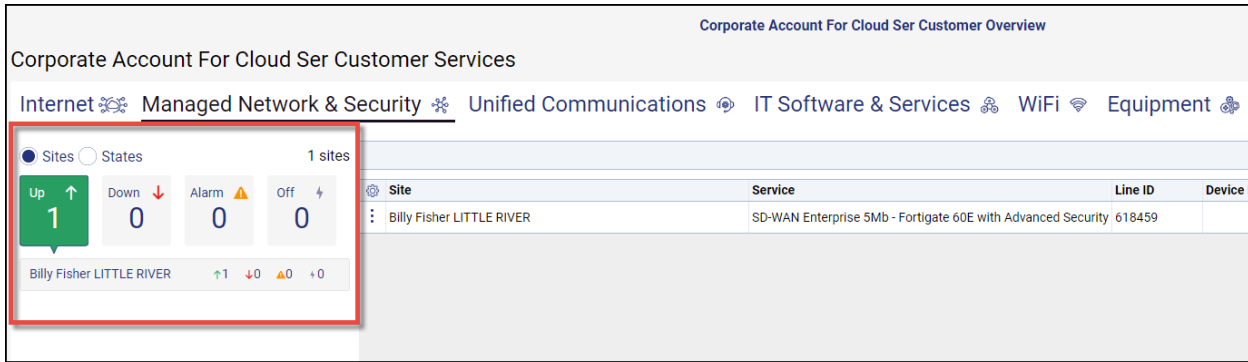 Corporate Account For Cloud Ser Customer Overview
Corporate Account For Cloud Ser Customer Services
Internet Managed Network & Security Unified Communications IT Software & Services WiFi Equipment
Sites States 1 sites
Up Down Alarm Off
1 0 0 0
Billy Fisher LITTLE RIVER 1 0 0 0
Site Service Line ID Device
Billy Fisher LITTLE RIVER SD-WAN Enterprise 5Mb - Fortigate 60E with Advanced Security 618459